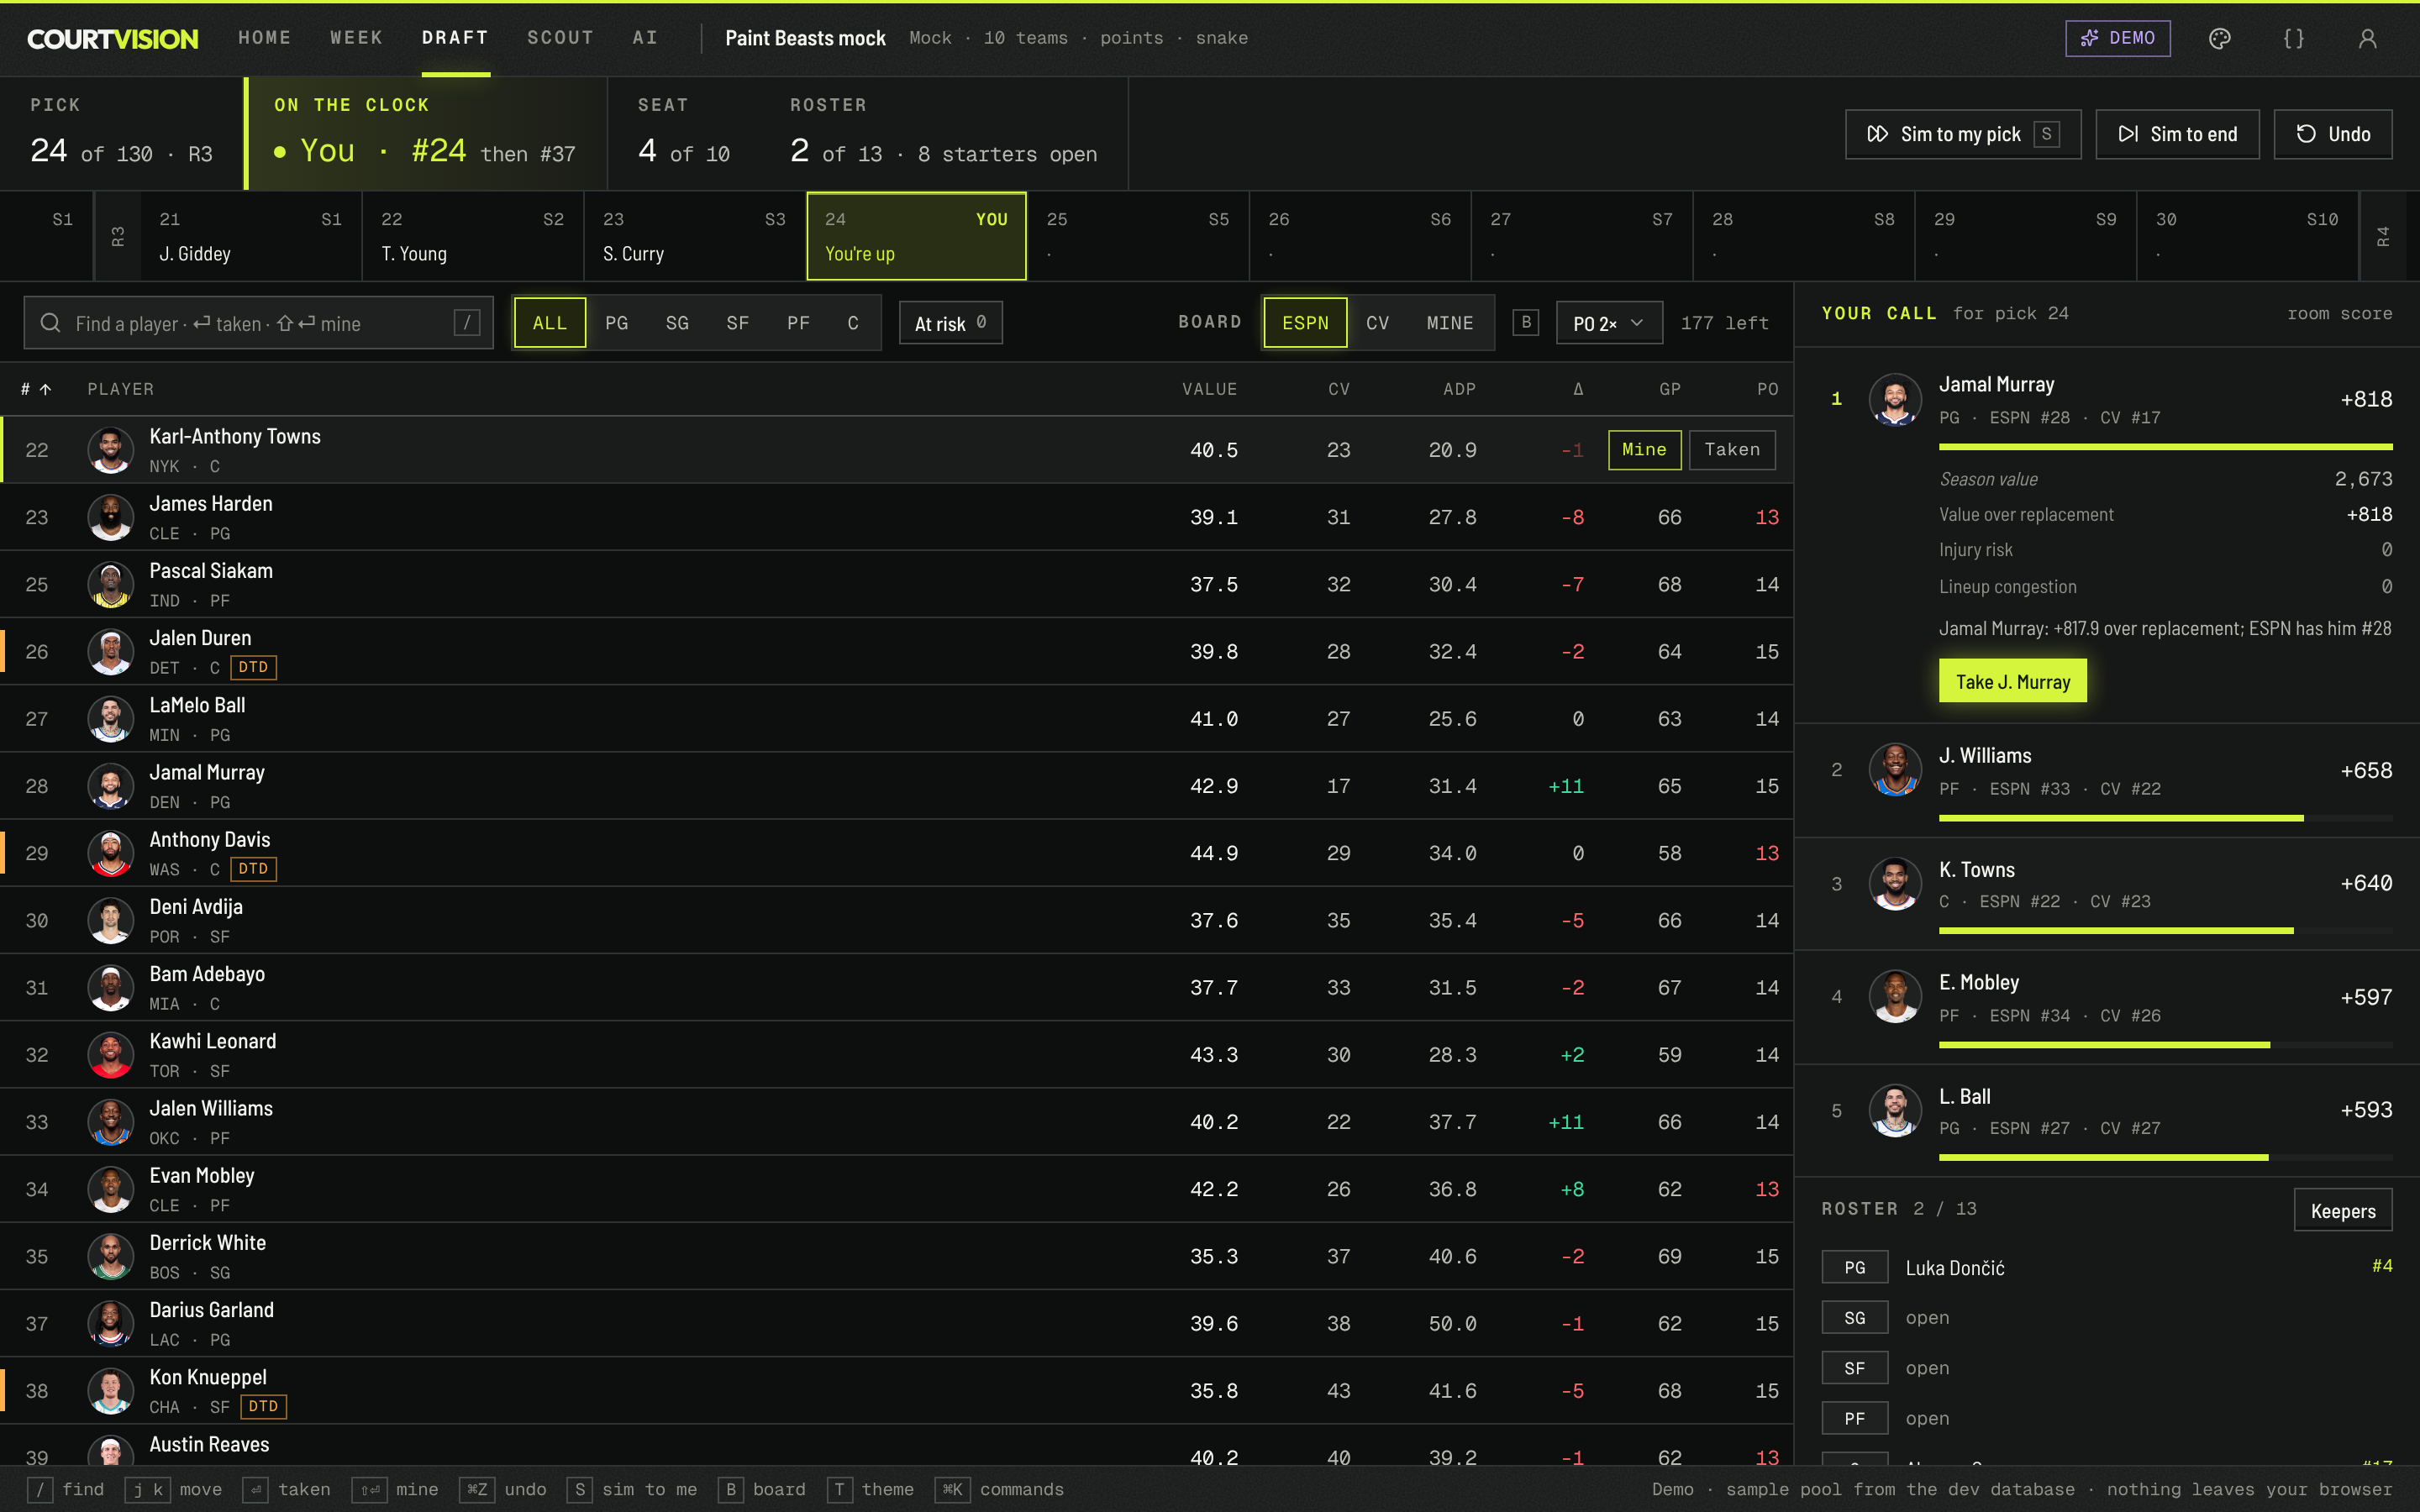 COURTVISION HOME WEEK DRAFT SCOUT AI Paint Beasts mock Mock · 10 teams · points · snake DEMO { }
PICK
24 of 130 · R3
ON THE CLOCK
You · #24 then #37
SEAT
4 of 10
ROSTER
2 of 13 · 8 starters open
Sim to my pick S
Sim to end
Undo
S1
R3
21 S1
J. Giddey
22 S2
T. Young
23 S3
S. Curry
24 YOU
You're up
25 S5
.
26 S6
.
27 S7
.
28 S8
.
29 S9
.
30 S10
.
R4
Find a player · ⏎ taken · ⇧⏎ mine /
ALL PG SG SF PF C
At risk 0
BOARD ESPN CV MINE B PO 2× 177 left
# ↑ PLAYER VALUE CV ADP Δ GP PO
22 Karl-Anthony Towns 40.5 23 20.9 -1 Mine Taken
NYK · C
23 James Harden 39.1 31 27.8 -8 66 13
CLE · PG
25 Pascal Siakam 37.5 32 30.4 -7 68 14
IND · PF
26 Jalen Duren 39.8 28 32.4 -2 64 15
DET · C DTD
27 LaMelo Ball 41.0 27 25.6 0 63 14
MIN · PG
28 Jamal Murray 42.9 17 31.4 +11 65 15
DEN · PG
29 Anthony Davis 44.9 29 34.0 0 58 13
WAS · C DTD
30 Deni Avdija 37.6 35 35.4 -5 66 14
POR · SF
31 Bam Adebayo 37.7 33 31.5 -2 67 14
MIA · C
32 Kawhi Leonard 43.3 30 28.3 +2 59 14
TOR · SF
33 Jalen Williams 40.2 22 37.7 +11 66 14
OKC · PF
34 Evan Mobley 42.2 26 36.8 +8 62 13
CLE · PF
35 Derrick White 35.3 37 40.6 -2 69 15
BOS · SG
37 Darius Garland 39.6 38 50.0 -1 62 15
LAC · PG
38 Kon Knueppel 35.8 43 41.6 -5 68 15
CHA · SF DTD
39 Austin Reaves 40.2 40 39.2 -1 62 13
YOUR CALL for pick 24 room score
1 Jamal Murray +818
PG · ESPN #28 · CV #17
Season value 2,673
Value over replacement +818
Injury risk 0
Lineup congestion 0
Jamal Murray: +817.9 over replacement; ESPN has him #28
Take J. Murray
2 J. Williams +658
PF · ESPN #33 · CV #22
3 K. Towns +640
C · ESPN #22 · CV #23
4 E. Mobley +597
PF · ESPN #34 · CV #26
5 L. Ball +593
PG · ESPN #27 · CV #27
ROSTER 2 / 13 Keepers
PG Luka Dončić #4
SG open
SF open
PF open
/ find j k move ⏎ taken ⇧⏎ mine ⌘Z undo S sim to me B board T theme ⌘K commands
Demo · sample pool from the dev database · nothing leaves your browser